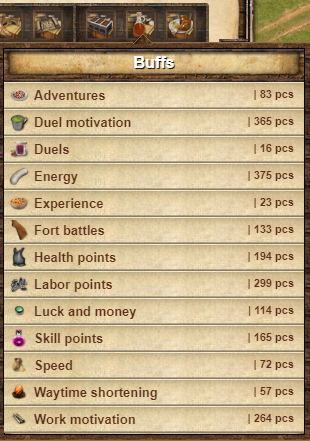 Buffs
Adventures | 83 pcs
Duel motivation | 365 pcs
Duels | 16 pcs
Energy | 375 pcs
Experience | 23 pcs
Fort battles | 133 pcs
Health points | 194 pcs
Labor points | 299 pcs
Luck and money | 114 pcs
Skill points | 165 pcs
Speed | 72 pcs
Waytime shortening | 57 pcs
Work motivation | 264 pcs